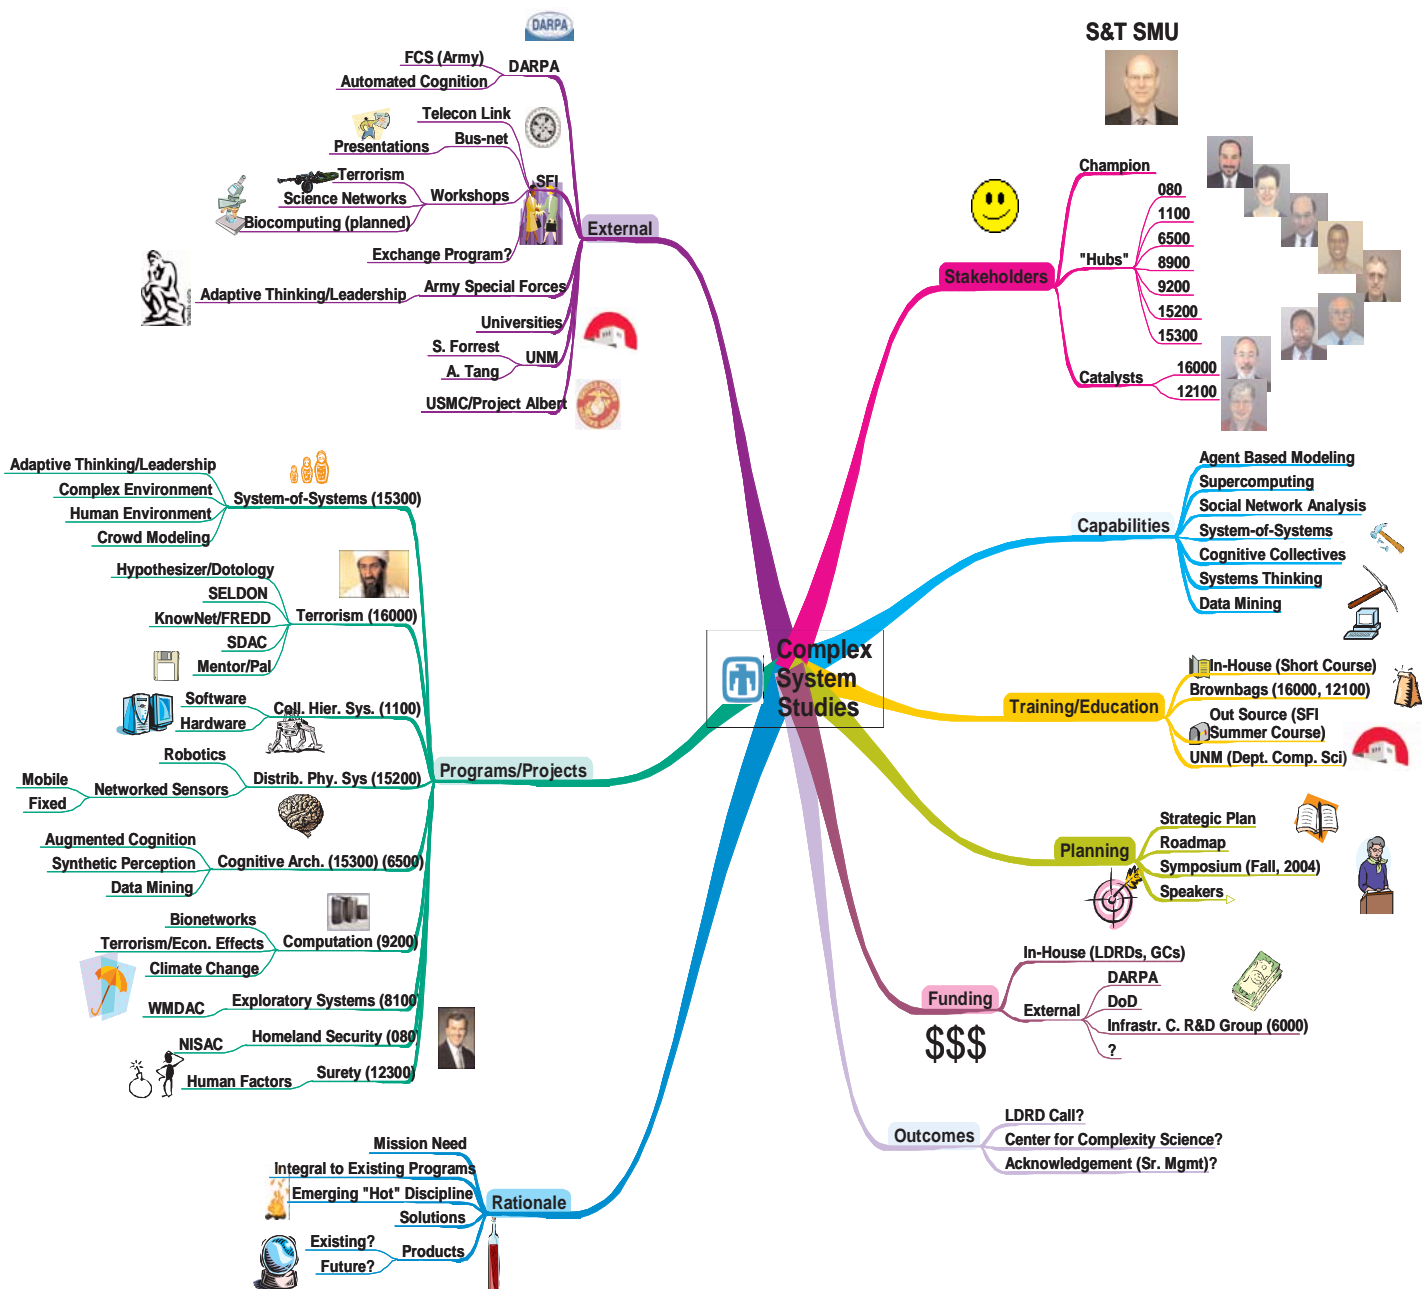 S&T SMU
DARPA
FCS (Army)
DARPA
Automated Cognition
Telecon Link
Bus-net
Presentations
SFI
Terrorism
Workshops
Science Networks
Biocomputing (planned)
Exchange Program?
External
Army Special Forces
Adaptive Thinking/Leadership
Universities
S. Forrest
UNM
A. Tang
USMC/Project Albert
Champion
Stakeholders
"Hubs"
080
1100
6500
8900
9200
15200
15300
Catalysts
16000
12100
Capabilities
Agent Based Modeling
Supercomputing
Social Network Analysis
System-of-Systems
Cognitive Collectives
Systems Thinking
Data Mining
Complex
System
Studies
Training/Education
In-House (Short Course)
Brownbags (16000, 12100)
Out Source (SFI
Summer Course)
UNM (Dept. Comp. Sci)
Planning
Strategic Plan
Roadmap
Symposium (Fall, 2004)
Speakers
Funding
$$$
In-House (LDRDs, GCs)
External
DARPA
DoD
Infrastr. C. R&D Group (6000)
?
Outcomes
LDRD Call?
Center for Complexity Science?
Acknowledgement (Sr. Mgmt)?
Programs/Projects
System-of-Systems (15300)
Adaptive Thinking/Leadership
Complex Environment
Human Environment
Crowd Modeling
Terrorism (16000)
Hypothesizer/Dotology
SELDON
KnowNet/FREDD
SDAC
Mentor/Pal
Coll. Hier. Sys. (1100)
Software
Hardware
Distrib. Phy. Sys (15200)
Robotics
Networked Sensors
Mobile
Fixed
Cognitive Arch. (15300) (6500)
Augmented Cognition
Synthetic Perception
Data Mining
Computation (9200)
Bionetworks
Terrorism/Econ. Effects
Climate Change
Exploratory Systems (8100)
WMDAC
Homeland Security (080)
NISAC
Surety (12300)
Human Factors
Rationale
Mission Need
Integral to Existing Programs
Emerging "Hot" Discipline
Solutions
Products
Existing?
Future?